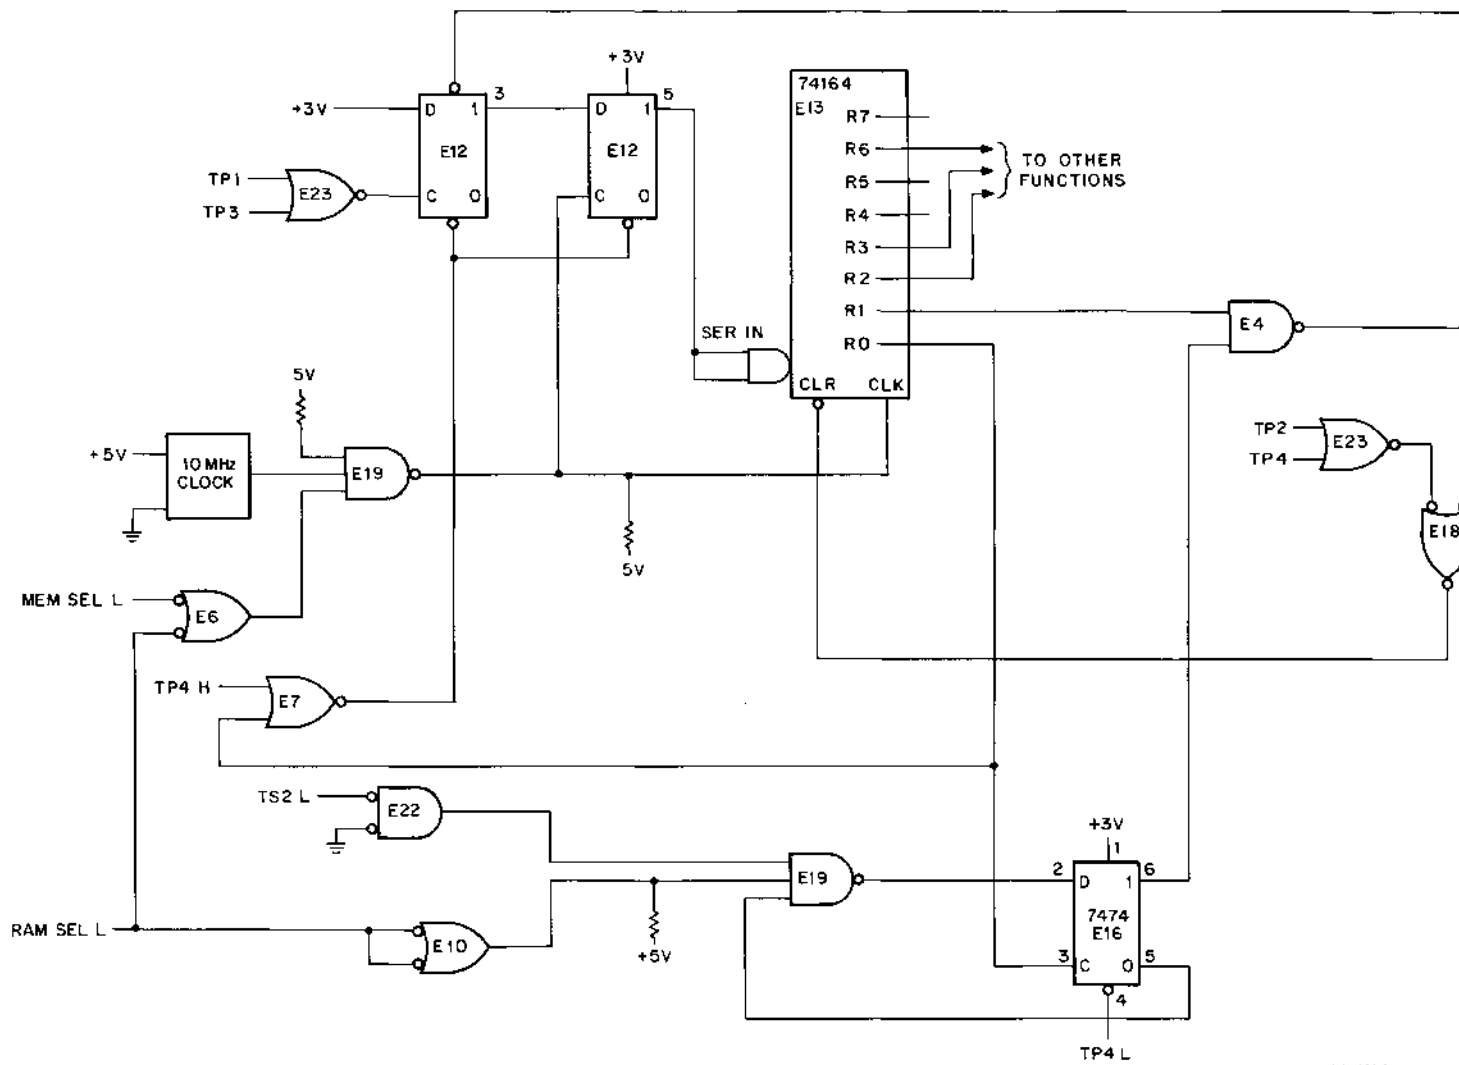 +3V
74164
+3V
D 1
3
D 1
5
E13
R7
E12
E12
R6
TO OTHER
FUNCTIONS
TP1
E23
R5
C 0
C 0
TP3
R4
R3
R2
SER IN
R1
E4
R0
5V
CLR CLK
TP2
E23
TP4
+5V
10 MHz
CLOCK
E19
E18
5V
MEM SEL L
E6
TP4 H
E7
TS2 L
E22
+3V
1
E19
2
D 1
6
7474
E16
RAM SEL L
E10
+5V
3
C 0
5
4
TP4 L